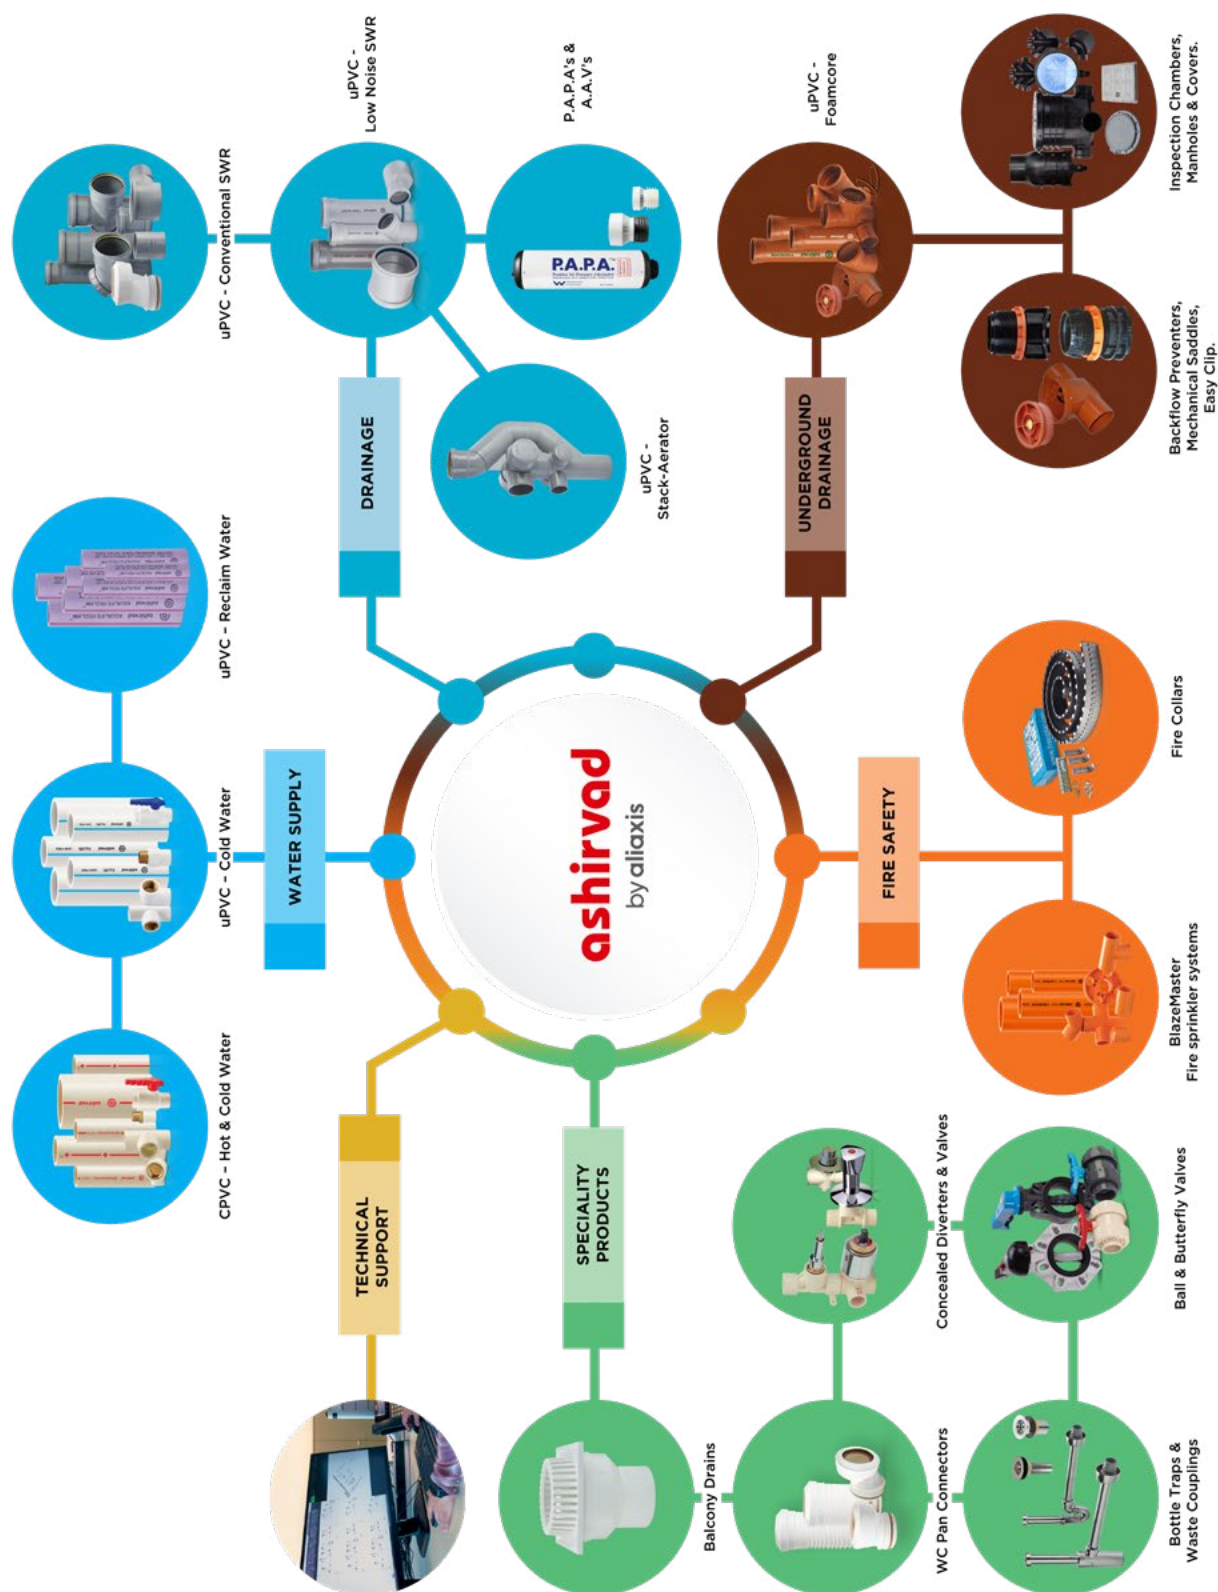 CPVC – Hot & Cold Water
uPVC – Cold Water
uPVC – Reclaim Water
uPVC - Conventional SWR
WATER SUPPLY
TECHNICAL
SUPPORT
DRAINAGE
uPVC -
Low Noise SWR
uPVC -
Stack-Aerator
P.A.P.A.™
P.A.P.A's &
A.A.V's
ashirvad
by aliaxis
SPECIALITY
PRODUCTS
Balcony Drains
UNDERGROUND
DRAINAGE
uPVC -
Foamcore
FIRE SAFETY
WC Pan Connectors
Concealed Diverters & Valves
BlazeMaster
Fire sprinkler systems
Fire Collars
Backflow Preventers,
Mechanical Saddles,
Easy Clip.
Inspection Chambers,
Manholes & Covers.
Bottle Traps &
Waste Couplings
Ball & Butterfly Valves